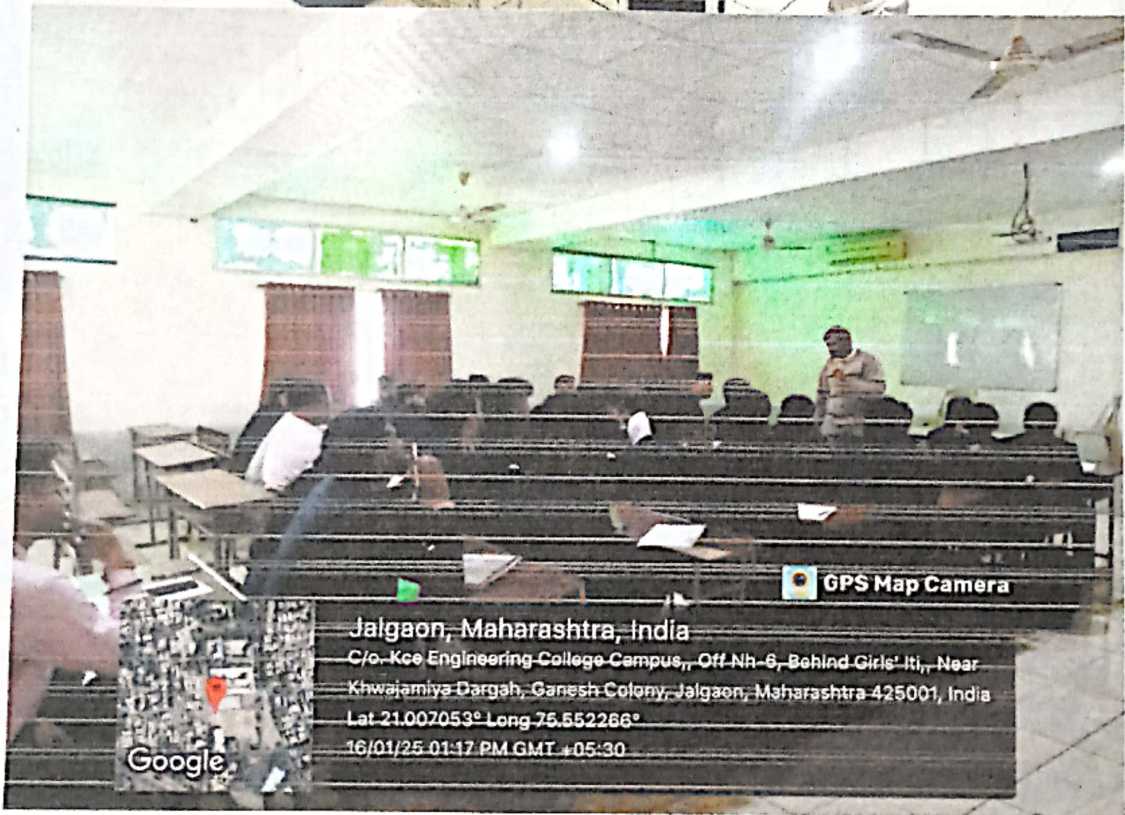 GPS Map Camera
Jalgaon, Maharashtra, India
C/o. Kce Engineering College Campus,, Off Nh-6, Behind Girls' Iti,, Near
Khwajamiya Dargah, Ganesh Colony, Jalgaon, Maharashtra 425001, India
Lat 21.007053° Long 75.552266°
16/01/25 01:17 PM GMT +05:30
Google